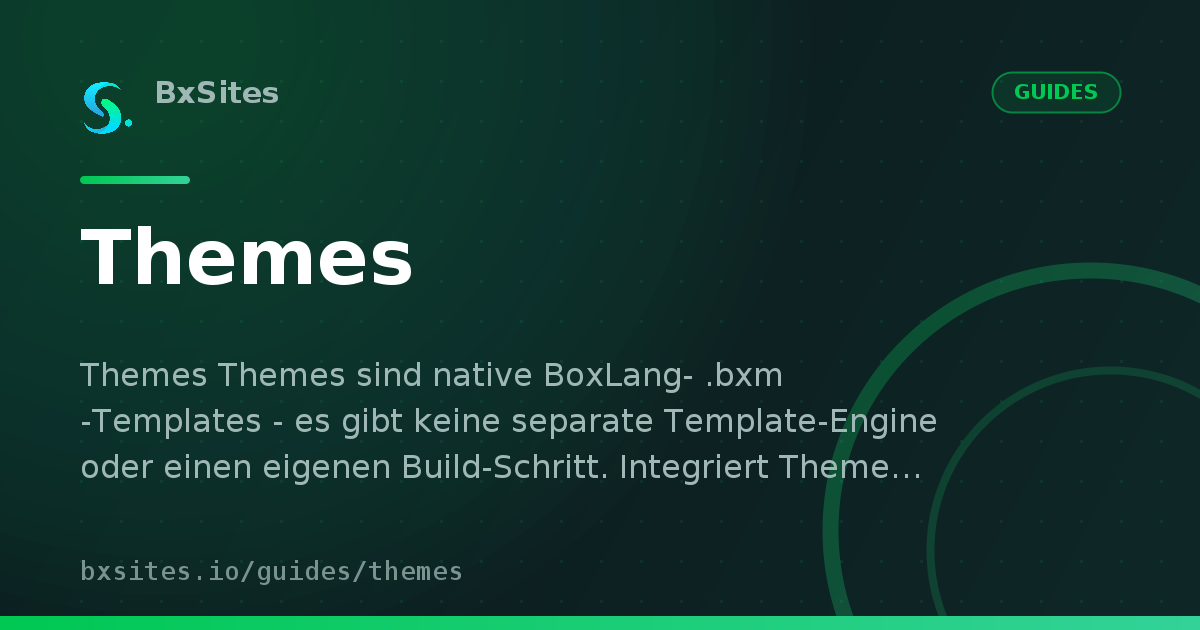 BxSites
GUIDES
Themes
Themes Themes sind native BoxLang- .bxm
-Templates - es gibt keine separate Template-Engine
oder einen eigenen Build-Schritt. Integriert Theme…
bxsites.io/guides/themes